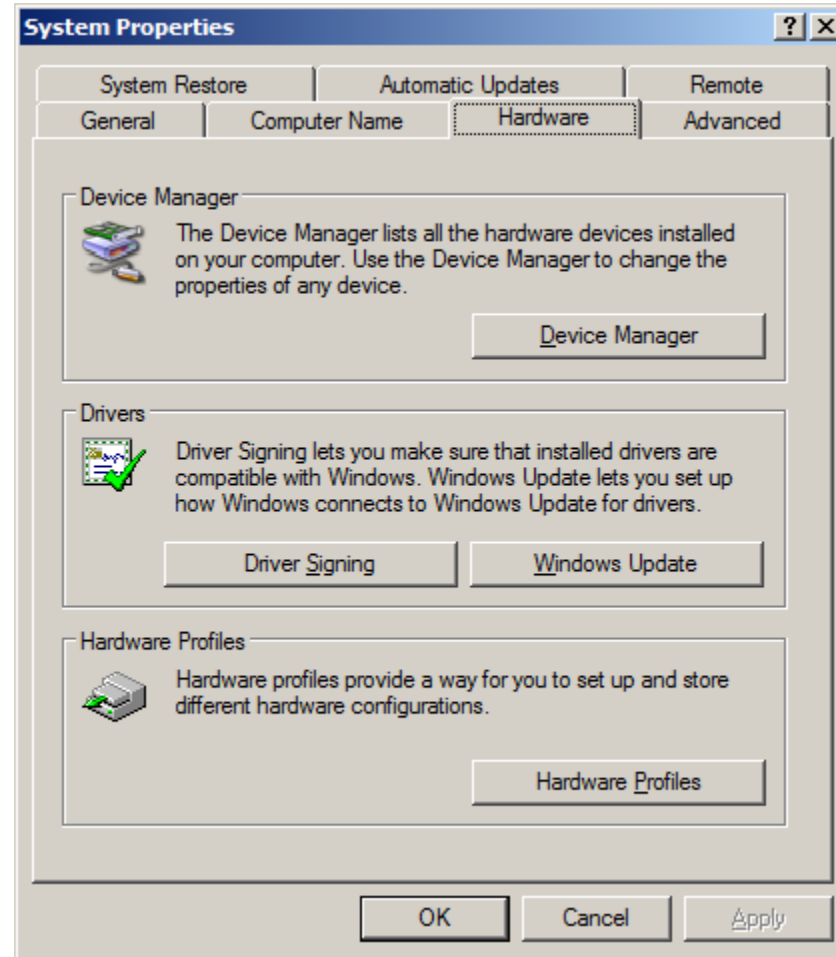 System Properties
System Restore Automatic Updates Remote
General Computer Name Hardware Advanced
Device Manager
The Device Manager lists all the hardware devices installed
on your computer. Use the Device Manager to change the
properties of any device.
Device Manager
Drivers
Driver Signing lets you make sure that installed drivers are
compatible with Windows. Windows Update lets you set up
how Windows connects to Windows Update for drivers.
Driver Signing Windows Update
Hardware Profiles
Hardware profiles provide a way for you to set up and store
different hardware configurations.
Hardware Profiles
OK Cancel Apply